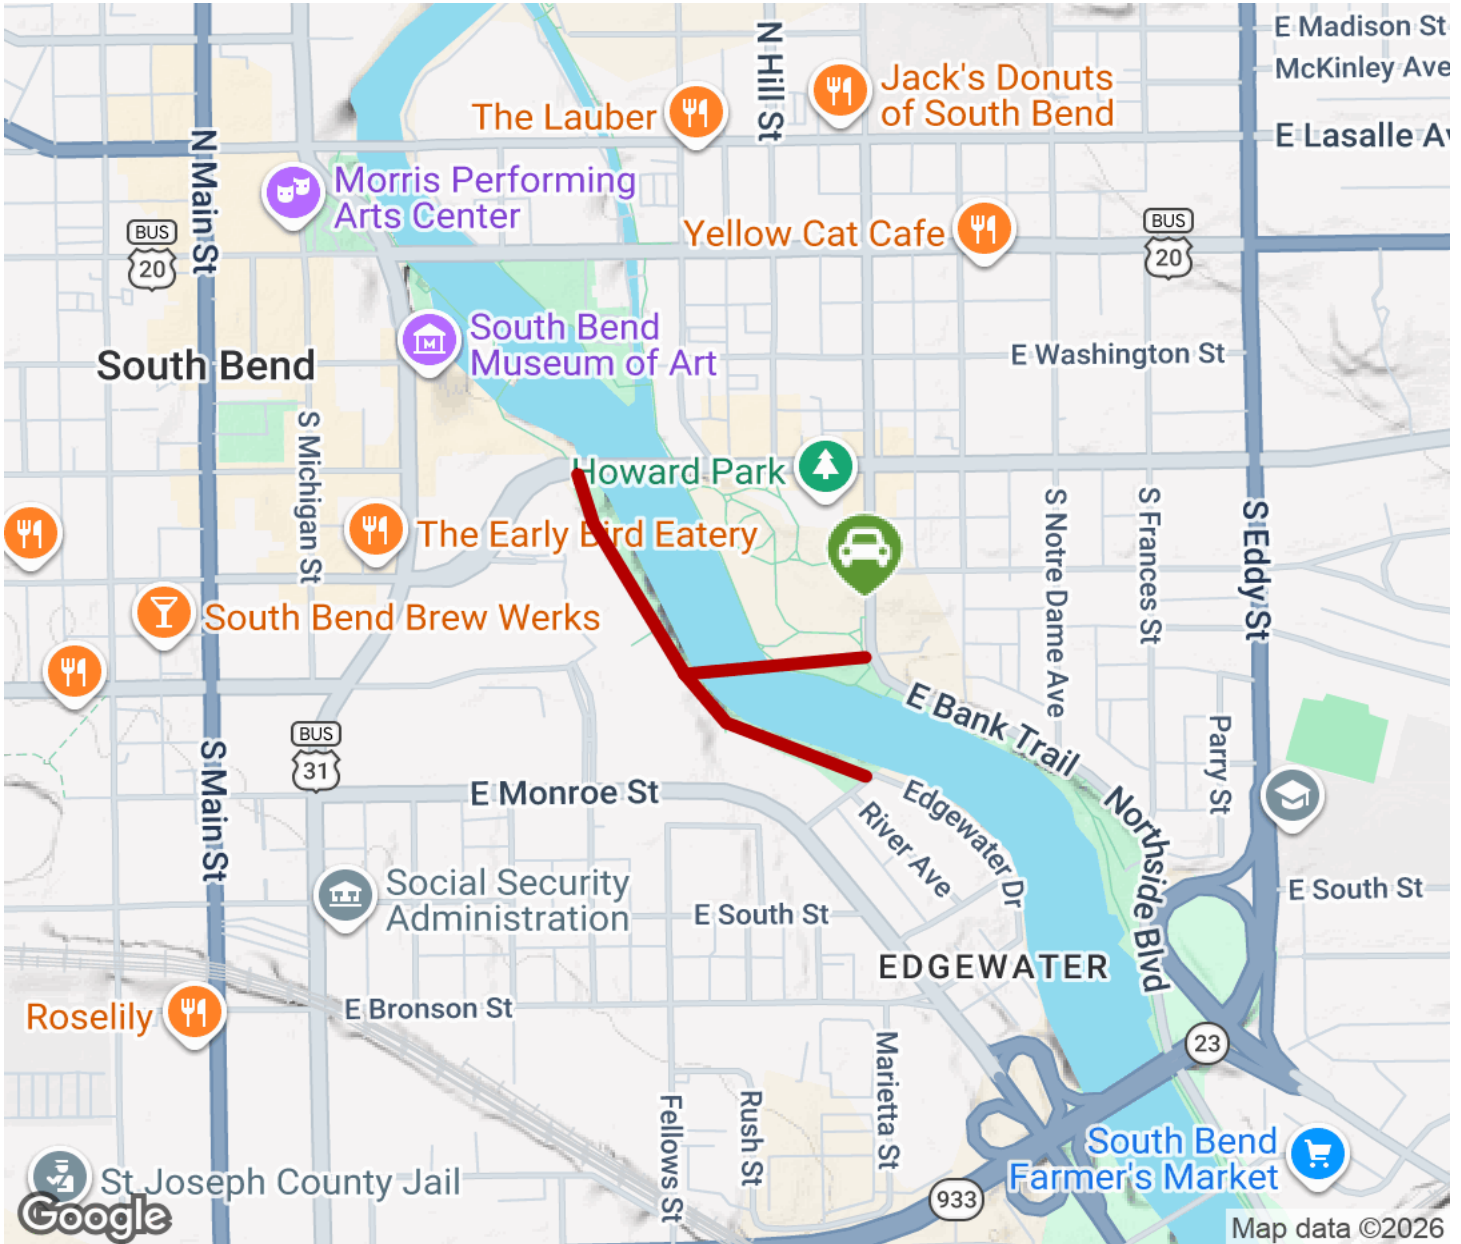 E Madison St
McKinley Ave
N Hill St
Jack's Donuts
of South Bend
The Lauber
E Lasalle Av
N Main St
Morris Performing
Arts Center
BUS
20
Yellow Cat Cafe
BUS
20
South Bend
Museum of Art
E Washington St
South Bend
S Michigan St
Howard Park
The Early Bird Eatery
S Notre Dame Ave
S Frances St
S Eddy St
South Bend Brew Werks
E Bank Trail
Parry St
BUS
31
S Main St
E Monroe St
Edgewater Dr
River Ave
Northside Blvd
Social Security
Administration
E South St
E South St
EDGEWATER
Roselily
E Bronson St
23
Marietta St
Fellows St
Rush St
South Bend
Farmer's Market
St Joseph County Jail
933
Google
Map data ©2026